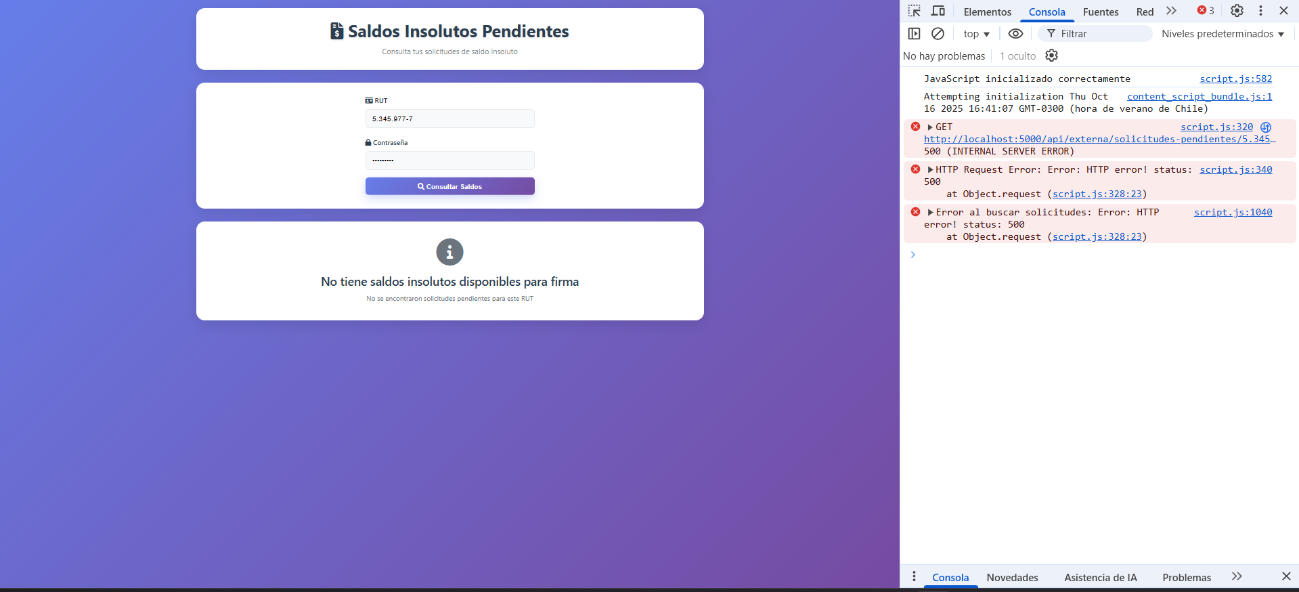 Saldos Insolutos Pendientes
Consulta tus solicitudes de saldo insoluto
RUT
5.345.977-7
Contraseña
•••••••••
Consultar Saldos
No tiene saldos insolutos disponibles para firma
No se encontraron solicitudes pendientes para este RUT
Elementos Consola Fuentes Red 3
top Filtrar Niveles predeterminados
No hay problemas 1 oculto
JavaScript inicializado correctamente script.js:582
Attempting initialization Thu Oct content_script_bundle.js:1
16 2025 16:41:07 GMT-0300 (hora de verano de Chile)
GET script.js:320
http://localhost:5000/api/externa/solicitudes-pendientes/5.345…
500 (INTERNAL SERVER ERROR)
HTTP Request Error: Error: HTTP error! status: script.js:340
500
at Object.request (script.js:328:23)
Error al buscar solicitudes: Error: HTTP script.js:1040
error! status: 500
at Object.request (script.js:328:23)
Consola Novedades Asistencia de IA Problemas